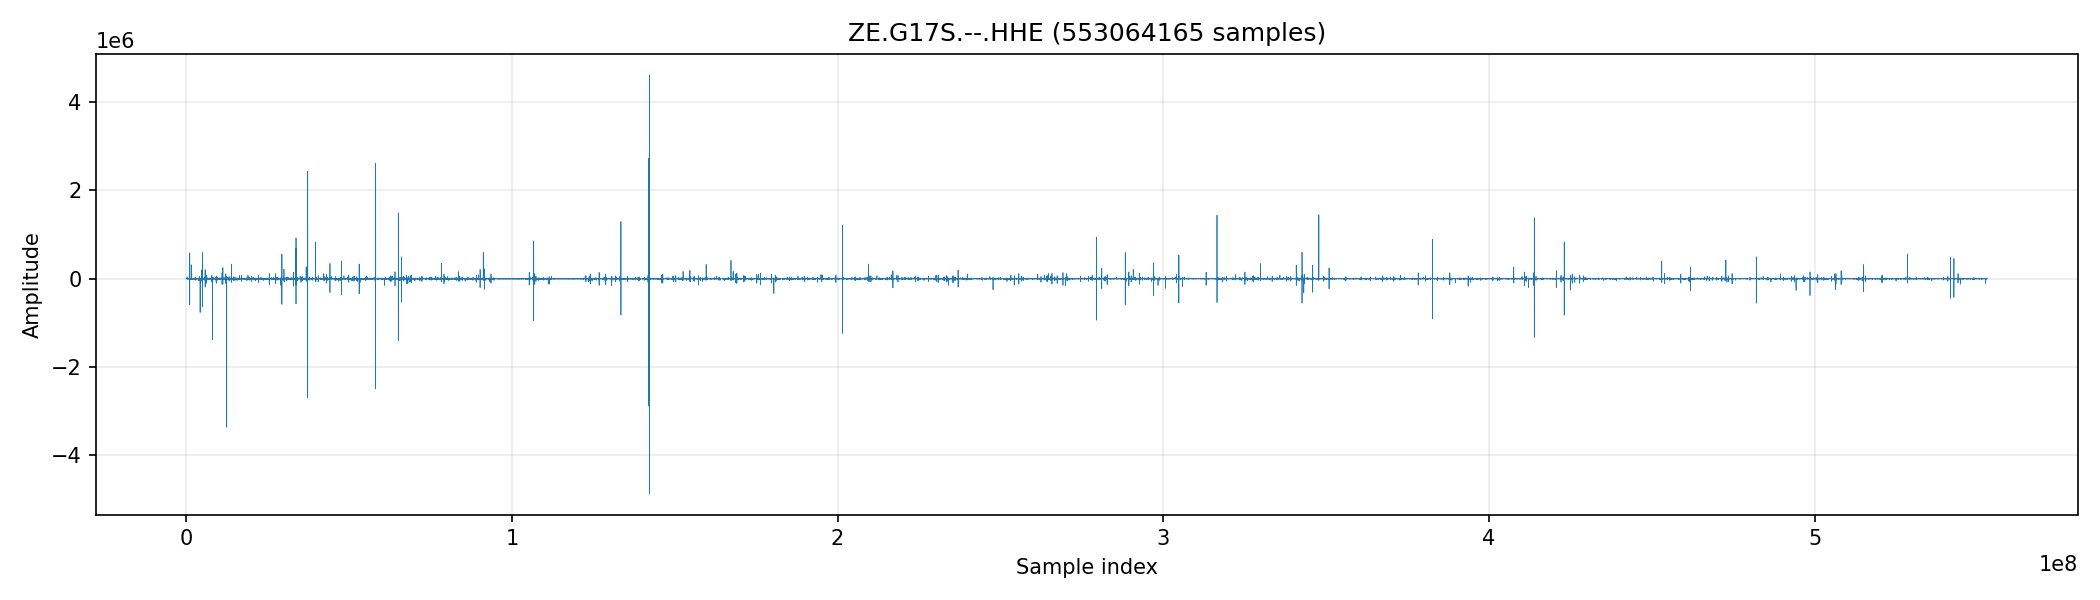 ZE.G17S.--.HHE (553064165 samples)
1e6
4
2
0
−2
−4
Amplitude
0 1 2 3 4 5
1e8
Sample index